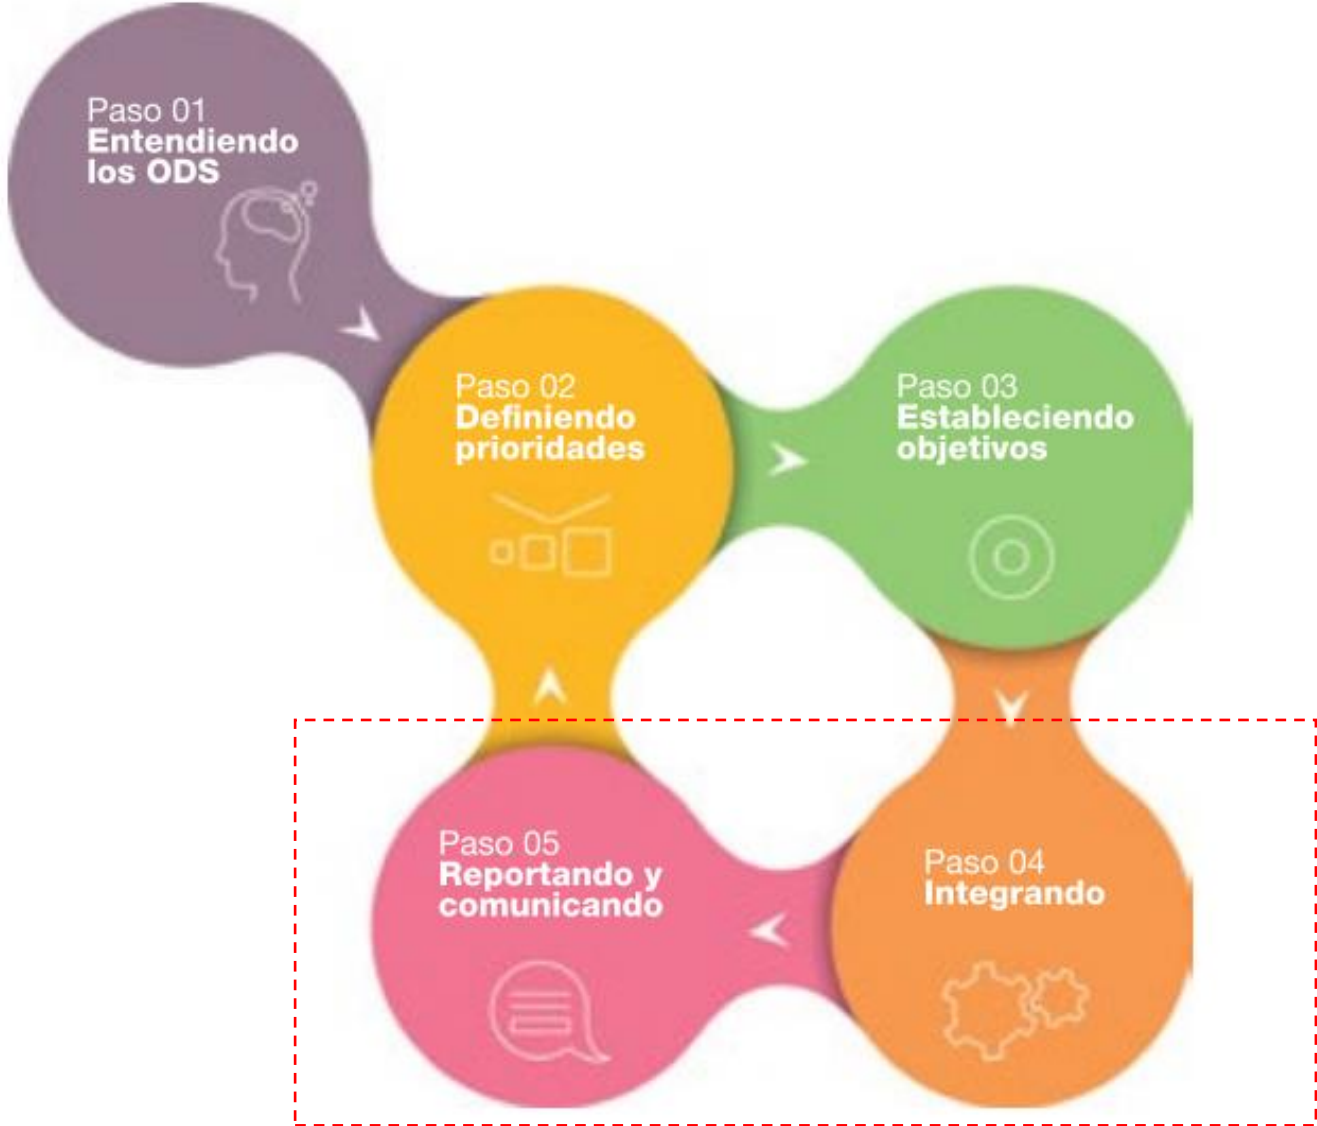 Paso 01
Entendiendo
los ODS
Paso 02
Definiendo
prioridades
Paso 03
Estableciendo
objetivos
Paso 04
Integrando
Paso 05
Reportando y
comunicando